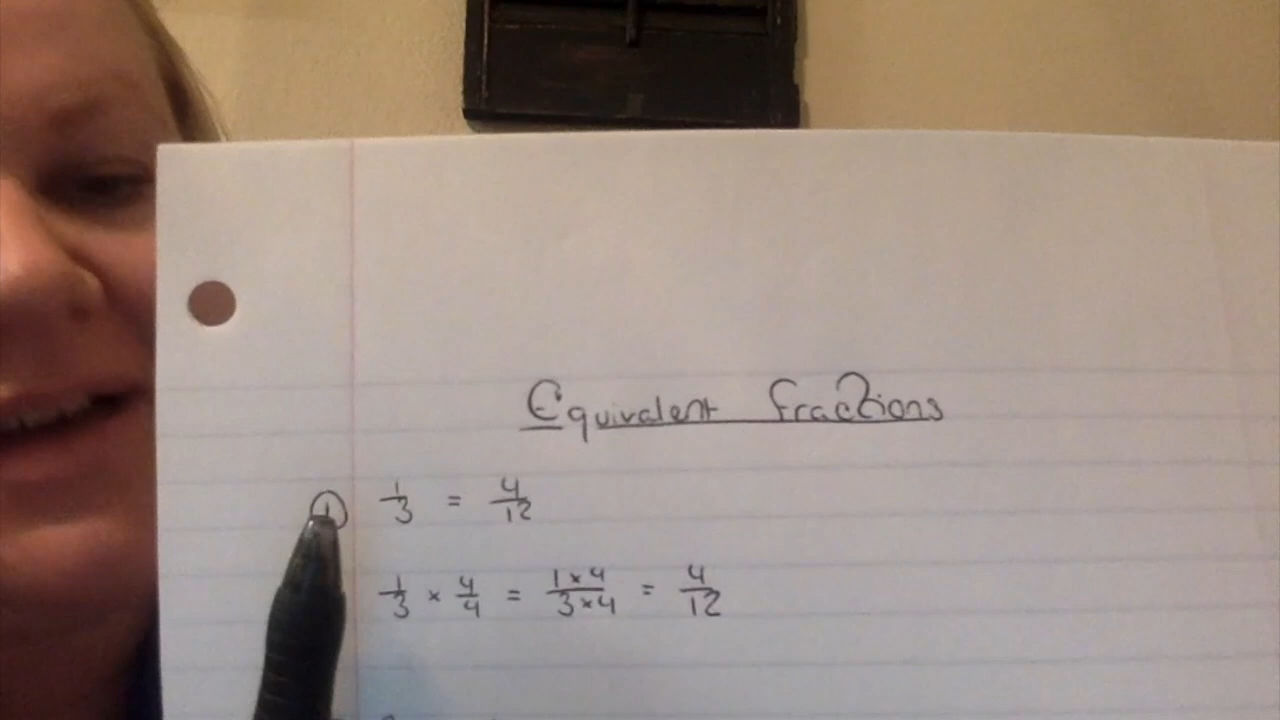 Equivalent fractions
① 1/3 = 4/12
1/3 × 4/4 = 1×4/3×4 = 4/12